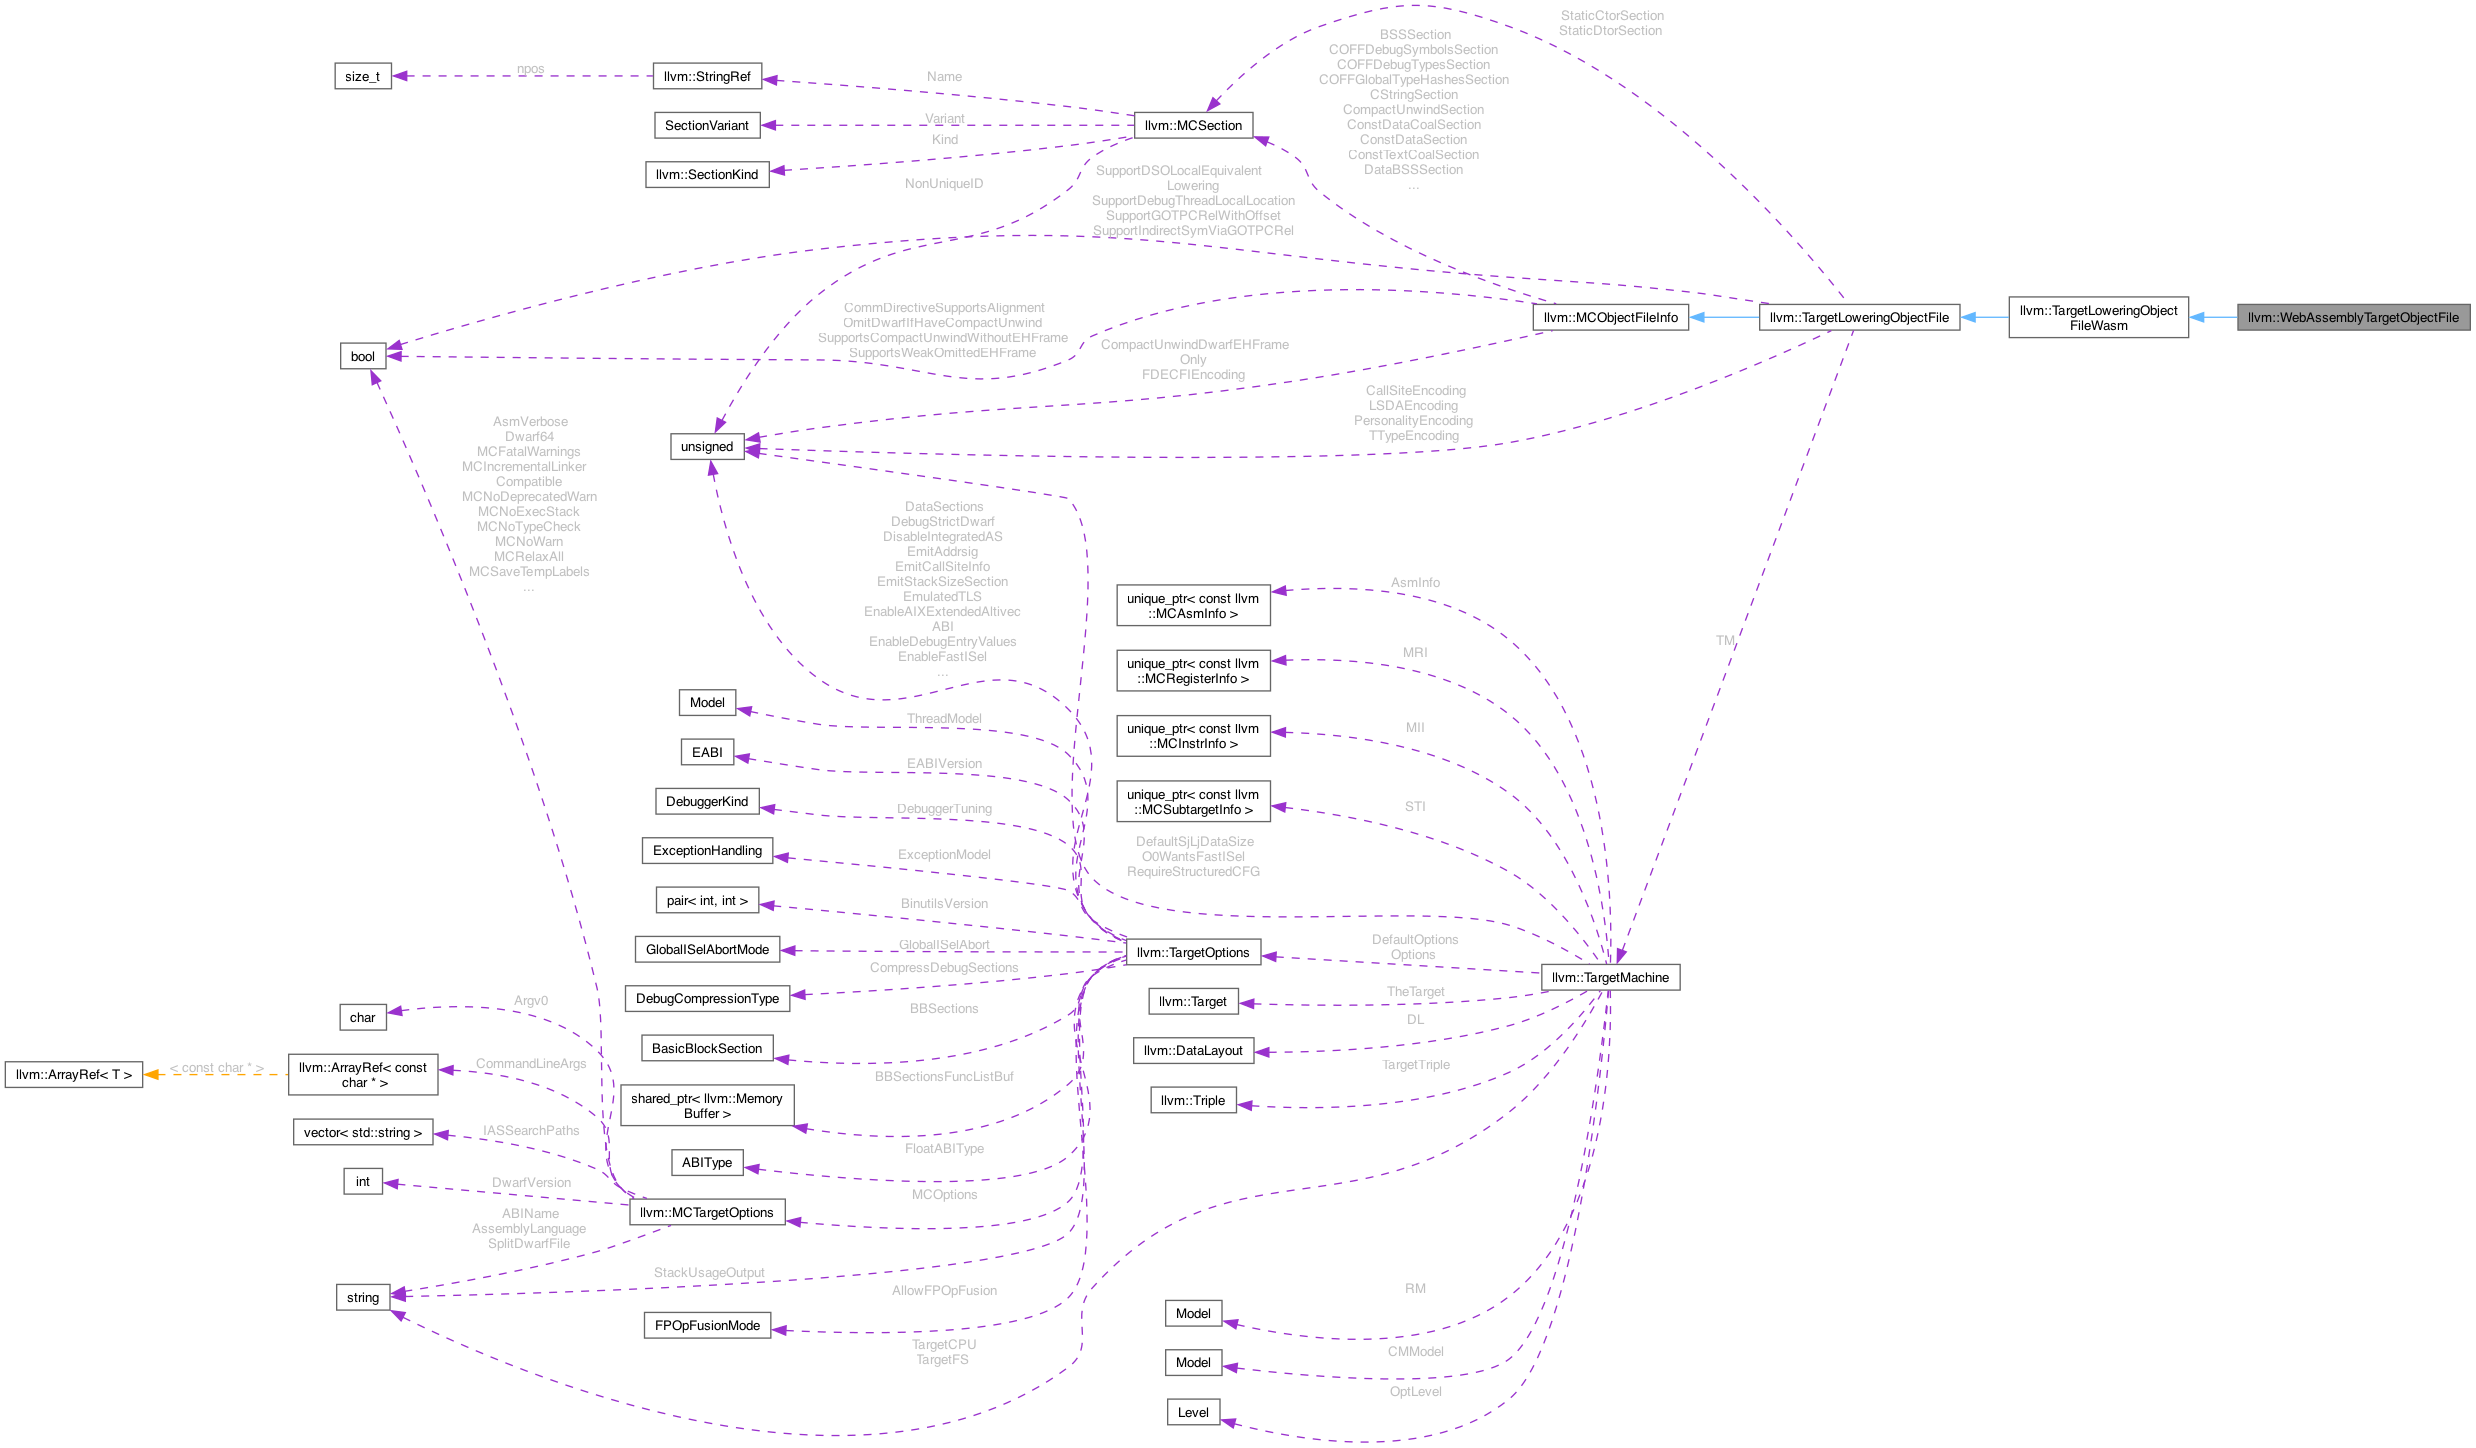 StaticCtorSection
StaticDtorSection
BSSSection
COFFDebugSymbolsSection
COFFDebugTypesSection
COFFGlobalTypeHashesSection
CStringSection
CompactUnwindSection
ConstDataCoalSection
ConstDataSection
ConstTextCoalSection
DataBSSSection
...
size_t
npos
llvm::StringRef
Name
SectionVariant
Variant
llvm::MCSection
Kind
llvm::SectionKind
NonUniqueID
SupportDSOLocalEquivalent
Lowering
SupportDebugThreadLocalLocation
SupportGOTPCRelWithOffset
SupportIndirectSymViaGOTPCRel
CommDirectiveSupportsAlignment
OmitDwarfIfHaveCompactUnwind
SupportsCompactUnwindWithoutEHFrame
SupportsWeakOmittedEHFrame
llvm::MCObjectFileInfo
llvm::TargetLoweringObjectFile
llvm::TargetLoweringObject
FileWasm
llvm::WebAssemblyTargetObjectFile
bool
CompactUnwindDwarfEHFrame
Only
FDECFIEncoding
CallSiteEncoding
LSDAEncoding
PersonalityEncoding
TTypeEncoding
unsigned
AsmVerbose
Dwarf64
MCFatalWarnings
MCIncrementalLinker
Compatible
MCNoDeprecatedWarn
MCNoExecStack
MCNoTypeCheck
MCNoWarn
MCRelaxAll
MCSaveTempLabels
...
DataSections
DebugStrictDwarf
DisableIntegratedAS
EmitAddrsig
EmitCallSiteInfo
EmitStackSizeSection
EmulatedTLS
EnableAIXExtendedAltivec
ABI
EnableDebugEntryValues
EnableFastISel
...
unique_ptr< const llvm
::MCAsmInfo >
AsmInfo
unique_ptr< const llvm
::MCRegisterInfo >
MRI
TM
unique_ptr< const llvm
::MCInstrInfo >
MII
unique_ptr< const llvm
::MCSubtargetInfo >
STI
Model
ThreadModel
EABI
EABIVersion
DebuggerKind
DebuggerTuning
ExceptionHandling
ExceptionModel
DefaultSjLjDataSize
O0WantsFastISel
RequireStructuredCFG
pair< int, int >
BinutilsVersion
GlobalISelAbortMode
GlobalISelAbort
llvm::TargetOptions
DefaultOptions
Options
llvm::TargetMachine
DebugCompressionType
CompressDebugSections
llvm::Target
TheTarget
char
Argv0
BBSections
DL
BasicBlockSection
llvm::DataLayout
llvm::ArrayRef< T >
< const char * >
llvm::ArrayRef< const
char * >
CommandLineArgs
BBSectionsFuncListBuf
TargetTriple
shared_ptr< llvm::Memory
Buffer >
llvm::Triple
vector< std::string >
IASSearchPaths
ABIType
FloatABIType
int
DwarfVersion
MCOptions
llvm::MCTargetOptions
ABIName
AssemblyLanguage
SplitDwarfFile
string
StackUsageOutput
AllowFPOpFusion
FPOpFusionMode
TargetCPU
TargetFS
RM
Model
CMModel
Model
OptLevel
Level